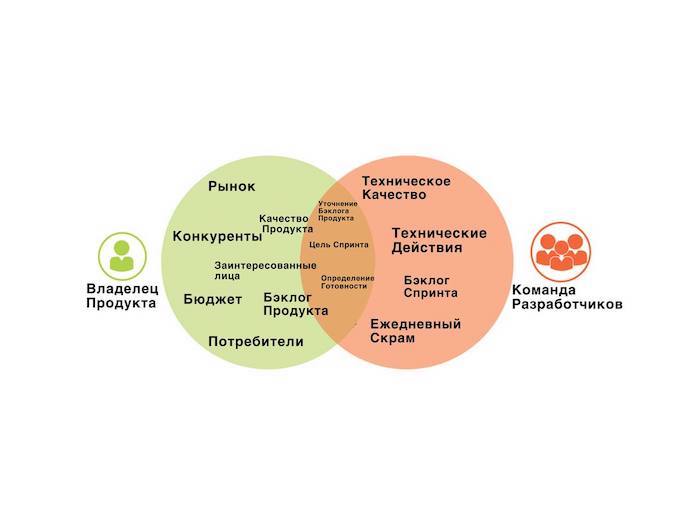 Владелец
Продукта
Рынок
Качество
Продукта
Конкуренты
Заинтересованные
лица
Бюджет
Бэклог
Продукта
Потребители
Уточнение
Бэклога
Продукта
Цель Спринта
Определение
Готовности
Техническое
Качество
Технические
Действия
Бэклог
Спринта
Ежедневный
Скрам
Команда
Разработчиков